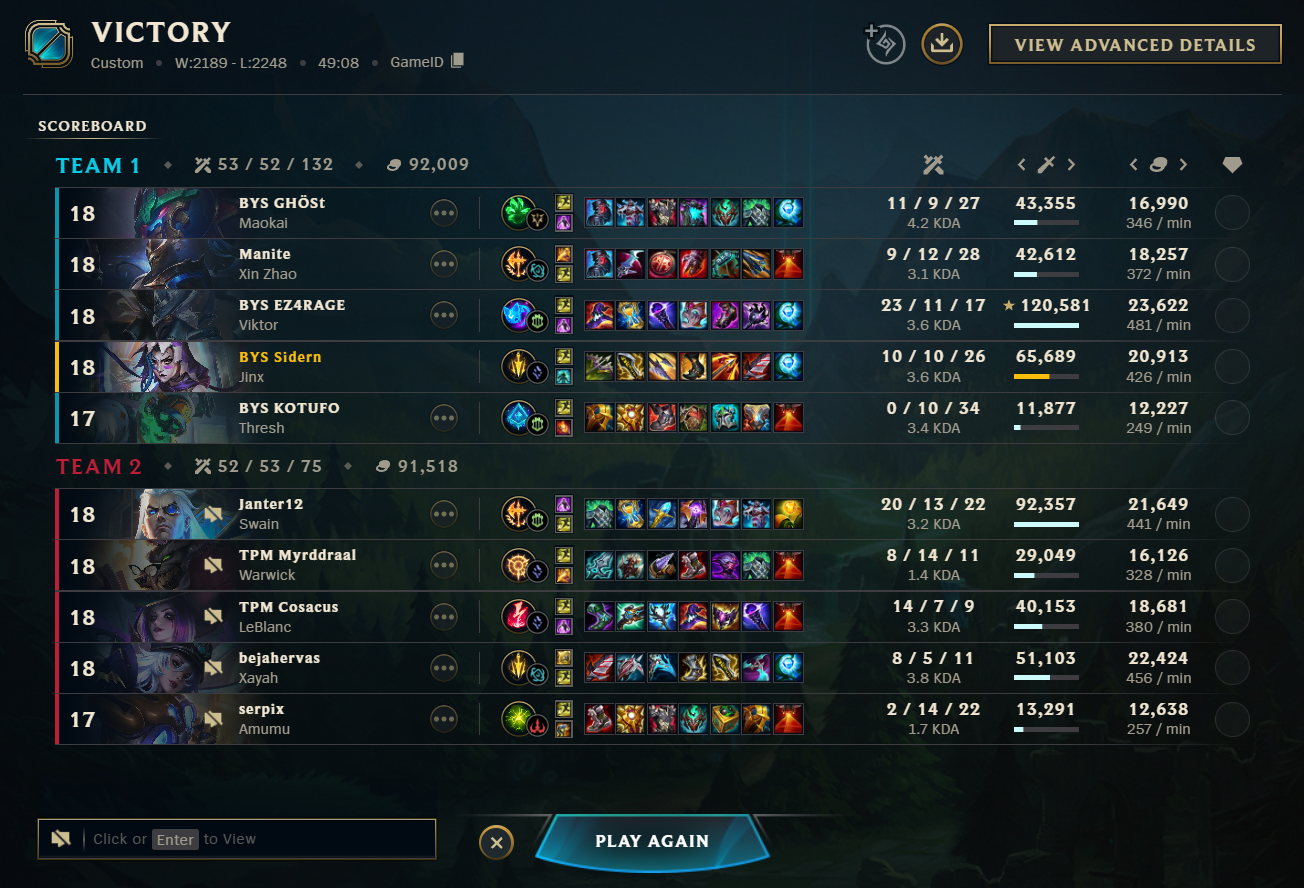 VICTORY
Custom • W:2189 - L:2248 • 49:08 • GameID
VIEW ADVANCED DETAILS
SCOREBOARD
TEAM 1 53 / 52 / 132 92,009
18 BYS GHÖSt 11 / 9 / 27 43,355 16,990
Maokai 4.2 KDA 346 / min
18 Manite 9 / 12 / 28 42,612 18,257
Xin Zhao 3.1 KDA 372 / min
18 BYS EZ4RAGE 23 / 11 / 17 120,581 23,622
Viktor 3.6 KDA 481 / min
18 BYS Sidern 10 / 10 / 26 65,689 20,913
Jinx 3.6 KDA 426 / min
17 BYS KOTUFO 0 / 10 / 34 11,877 12,227
Thresh 3.4 KDA 249 / min
TEAM 2 52 / 53 / 75 91,518
18 Janter12 20 / 13 / 22 92,357 21,649
Swain 3.2 KDA 441 / min
18 TPM Myrddraal 8 / 14 / 11 29,049 16,126
Warwick 1.4 KDA 328 / min
18 TPM Cosacus 14 / 7 / 9 40,153 18,681
LeBlanc 3.3 KDA 380 / min
18 bejahervas 8 / 5 / 11 51,103 22,424
Xayah 3.8 KDA 456 / min
17 serpix 2 / 14 / 22 13,291 12,638
Amumu 1.7 KDA 257 / min
Click or Enter to View
PLAY AGAIN